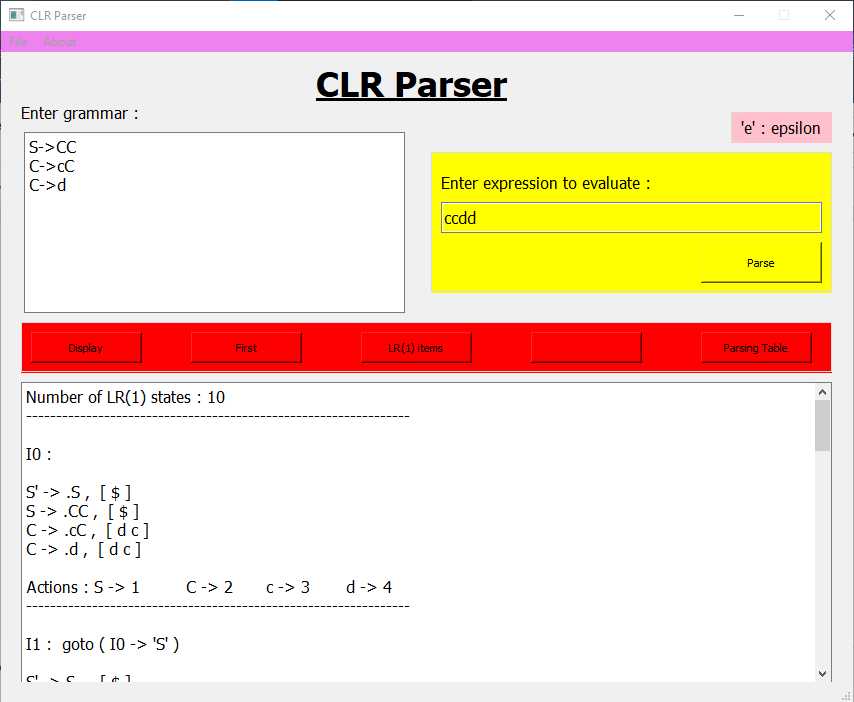 CLR Parser
File About
CLR Parser
Enter grammar :
'e' : epsilon
S->CC
C->cC
C->d
Enter expression to evaluate :
ccdd
Parse
Display First LR(1) items Parsing Table
Number of LR(1) states : 10
----------------------------------------------------------------
I0 :
S' -> .S , [ $ ]
S -> .CC , [ $ ]
C -> .cC , [ d c ]
C -> .d , [ d c ]
Actions : S -> 1 C -> 2 c -> 3 d -> 4
----------------------------------------------------------------
I1 : goto ( I0 -> 'S' )
S' -> S. , [ $ ]